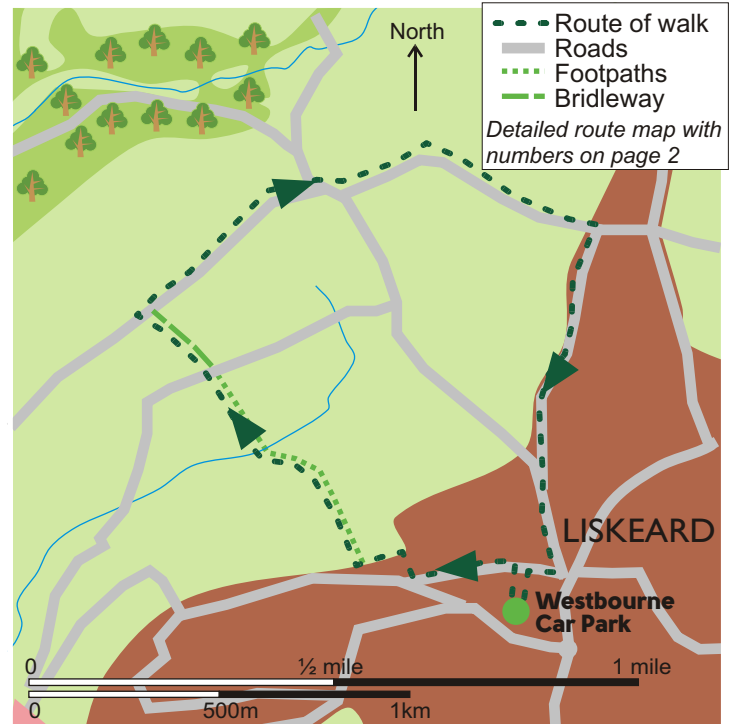 North
Route of walk
Roads
Footpaths
Bridleway
Detailed route map with
numbers on page 2
LISKEARD
Westbourne
Car Park
0 ½ mile 1 mile
0 500m 1km